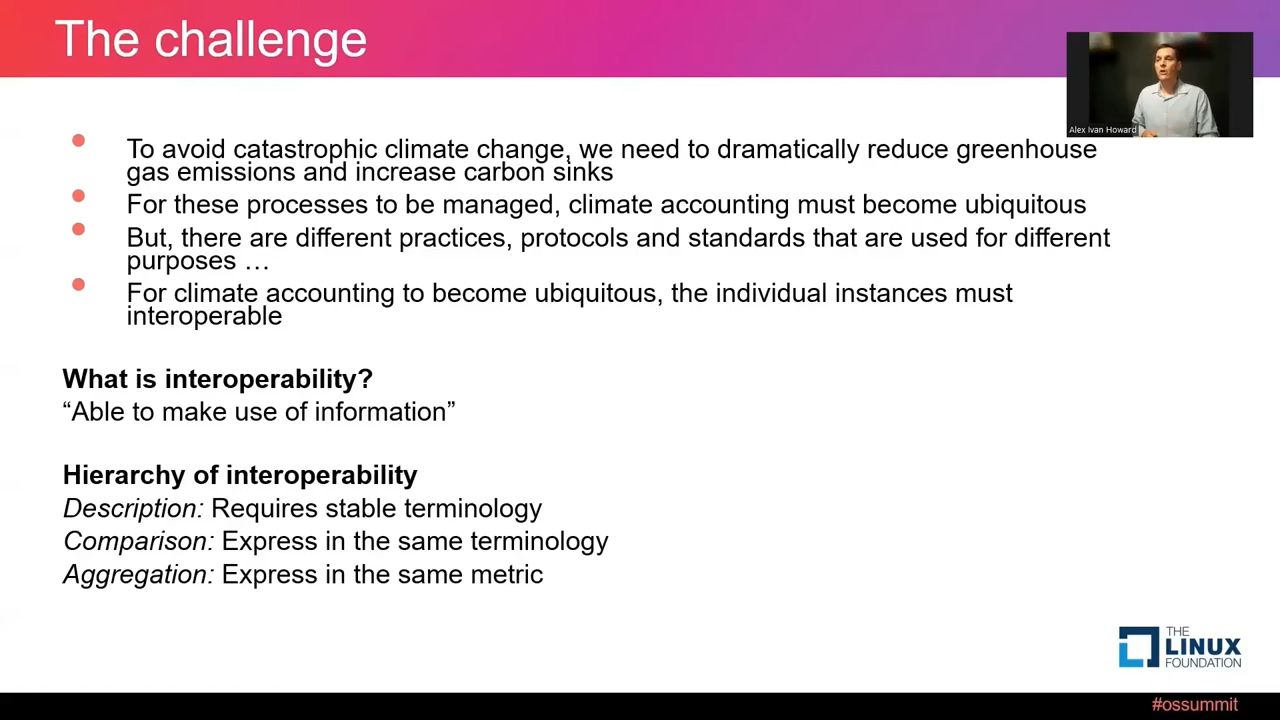 The challenge
Alex Ivan Howard
To avoid catastrophic climate change, we need to dramatically reduce greenhouse
gas emissions and increase carbon sinks
For these processes to be managed, climate accounting must become ubiquitous
But, there are different practices, protocols and standards that are used for different
purposes …
For climate accounting to become ubiquitous, the individual instances must
interoperable
What is interoperability?
“Able to make use of information”
Hierarchy of interoperability
Description: Requires stable terminology
Comparison: Express in the same terminology
Aggregation: Express in the same metric
THE
LINUX
FOUNDATION
#ossummit